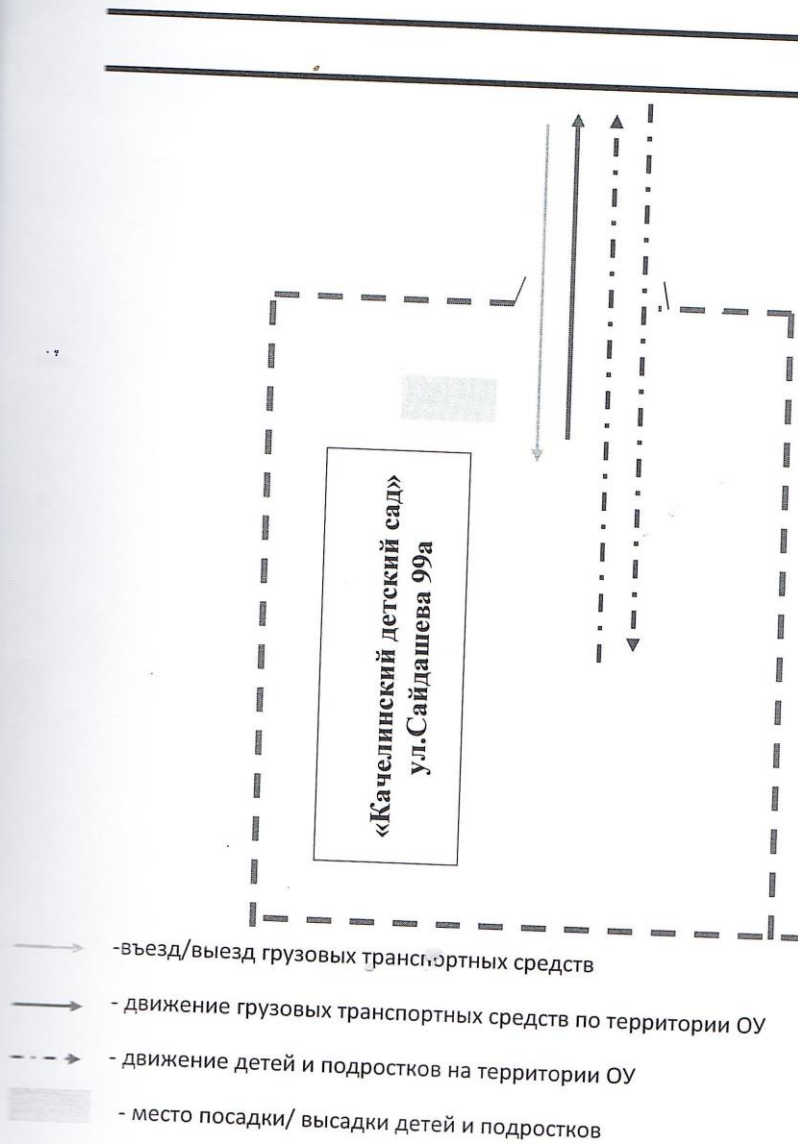 «Качелинский детский сад»
ул.Сайдашева 99а
-въезд/выезд грузовых транспортных средств
- движение грузовых транспортных средств по территории ОУ
- движение детей и подростков на территории ОУ
- место посадки/ высадки детей и подростков